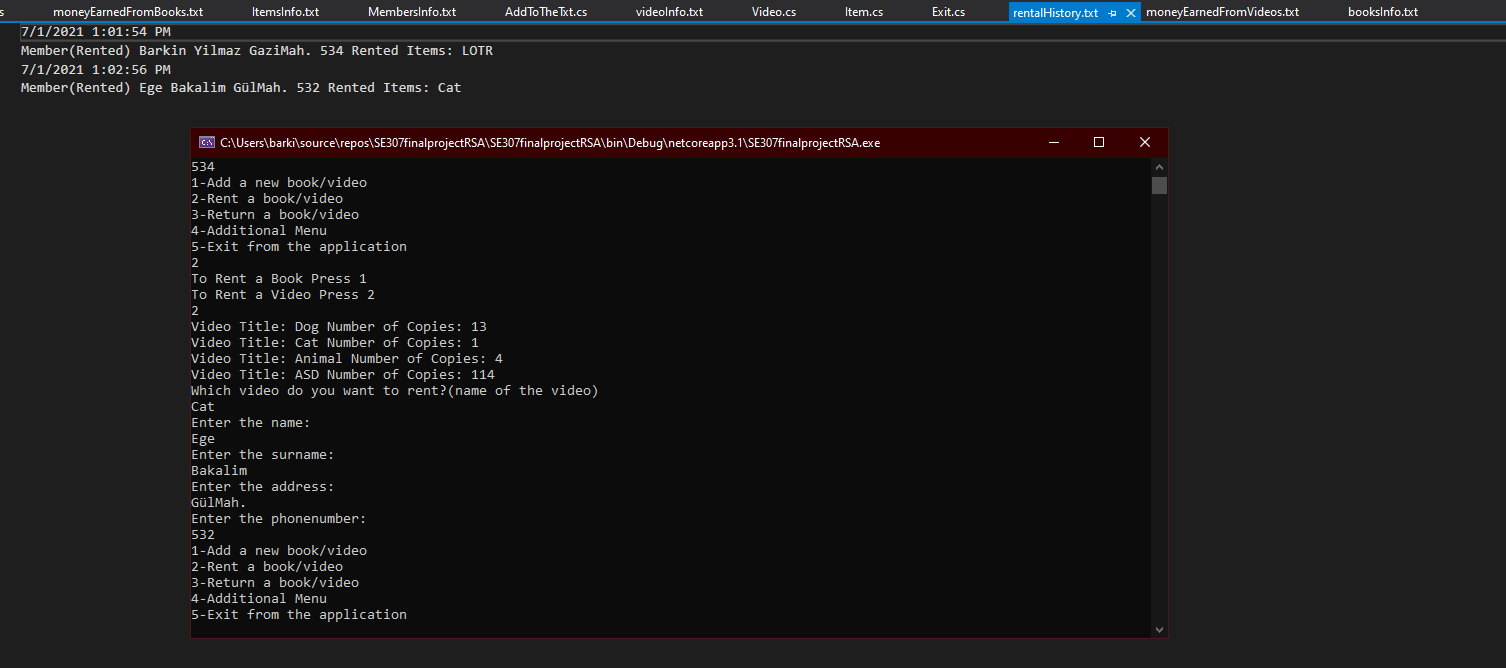 s moneyEarnedFromBooks.txt ItemsInfo.txt MembersInfo.txt AddToTheTxt.cs videoInfo.txt Video.cs Item.cs Exit.cs rentalHistory.txt moneyEarnedFromVideos.txt booksInfo.txt
7/1/2021 1:01:54 PM
Member(Rented) Barkin Yilmaz GaziMah. 534 Rented Items: LOTR
7/1/2021 1:02:56 PM
Member(Rented) Ege Bakalim GülMah. 532 Rented Items: Cat
C:\Users\barki\source\repos\SE307finalprojectRSA\SE307finalprojectRSA\bin\Debug\netcoreapp3.1\SE307finalprojectRSA.exe
534
1-Add a new book/video
2-Rent a book/video
3-Return a book/video
4-Additional Menu
5-Exit from the application
2
To Rent a Book Press 1
To Rent a Video Press 2
2
Video Title: Dog Number of Copies: 13
Video Title: Cat Number of Copies: 1
Video Title: Animal Number of Copies: 4
Video Title: ASD Number of Copies: 114
Which video do you want to rent?(name of the video)
Cat
Enter the name:
Ege
Enter the surname:
Bakalim
Enter the address:
GülMah.
Enter the phonenumber:
532
1-Add a new book/video
2-Rent a book/video
3-Return a book/video
4-Additional Menu
5-Exit from the application